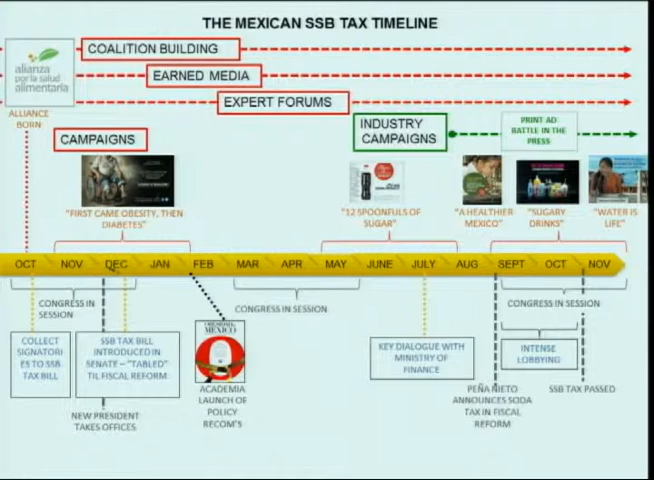 THE MEXICAN SSB TAX TIMELINE
alianza
por la salud
alimentaria
COALITION BUILDING
EARNED MEDIA
EXPERT FORUMS
ALLIANCE
BORN
INDUSTRY
CAMPAIGNS
PRINT AD
BATTLE IN THE
PRESS
CAMPAIGNS
"FIRST CAME OBESITY, THEN
DIABETES"
"12 SPOONFULS OF
SUGAR"
"A HEALTHIER
MEXICO"
"SUGARY
DRINKS"
"WATER IS
LIFE"
OCT NOV DEC JAN FEB MAR APR MAY JUNE JULY AUG SEPT OCT NOV
CONGRESS IN
SESSION
CONGRESS IN SESSION
CONGRESS IN SESSION
COLLECT
SIGNATORI
ES TO SSB
TAX BILL
SSB TAX BILL
INTRODUCED IN
SENATE – "TABLED"
TIL FISCAL REFORM
MEXICO
ACADEMIA
LAUNCH OF
POLICY
RECOM'S
KEY DIALOGUE WITH
MINISTRY OF
FINANCE
INTENSE
LOBBYING
NEW PRESIDENT
TAKES OFFICES
PEÑA NIETO
ANNOUNCES SODA
TAX IN FISCAL
REFORM
SSB TAX PASSED